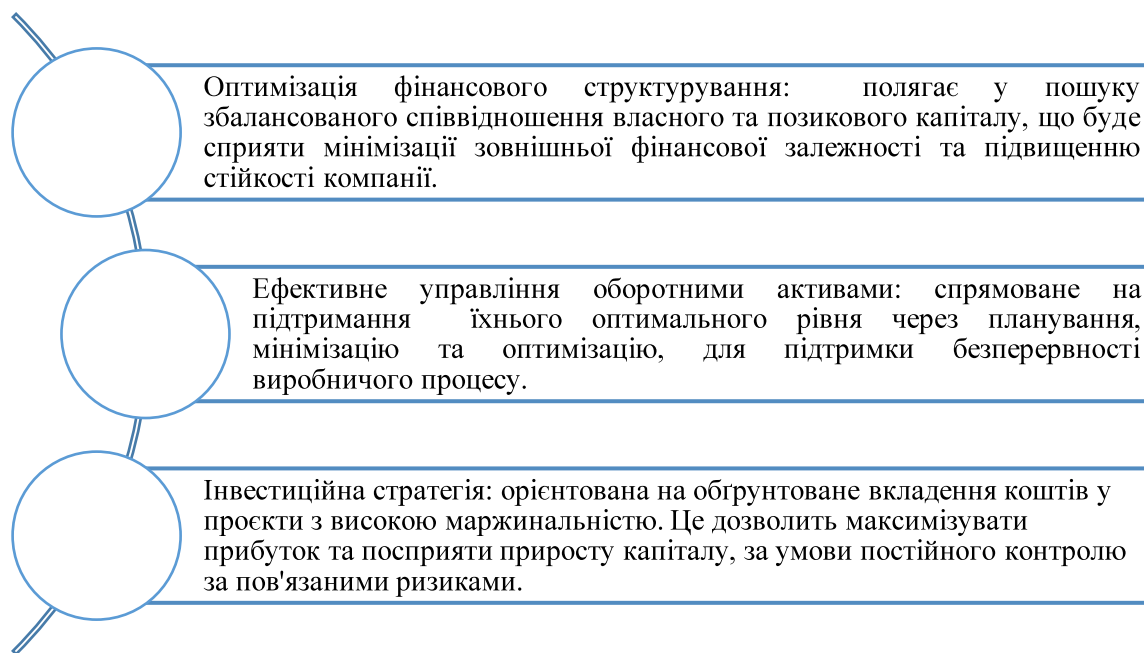 Оптимізація фінансового структурування: полягає у пошуку
збалансованого співвідношення власного та позикового капіталу, що буде
сприяти мінімізації зовнішньої фінансової залежності та підвищенню
стійкості компанії.
Ефективне управління оборотними активами: спрямоване на
підтримання їхнього оптимального рівня через планування,
мінімізацію та оптимізацію, для підтримки безперервності
виробничого процесу.
Інвестиційна стратегія: орієнтована на обґрунтоване вкладення коштів у
проєкти з високою маржинальністю. Це дозволить максимізувати
прибуток та посприяти приросту капіталу, за умови постійного контролю
за пов'язаними ризиками.